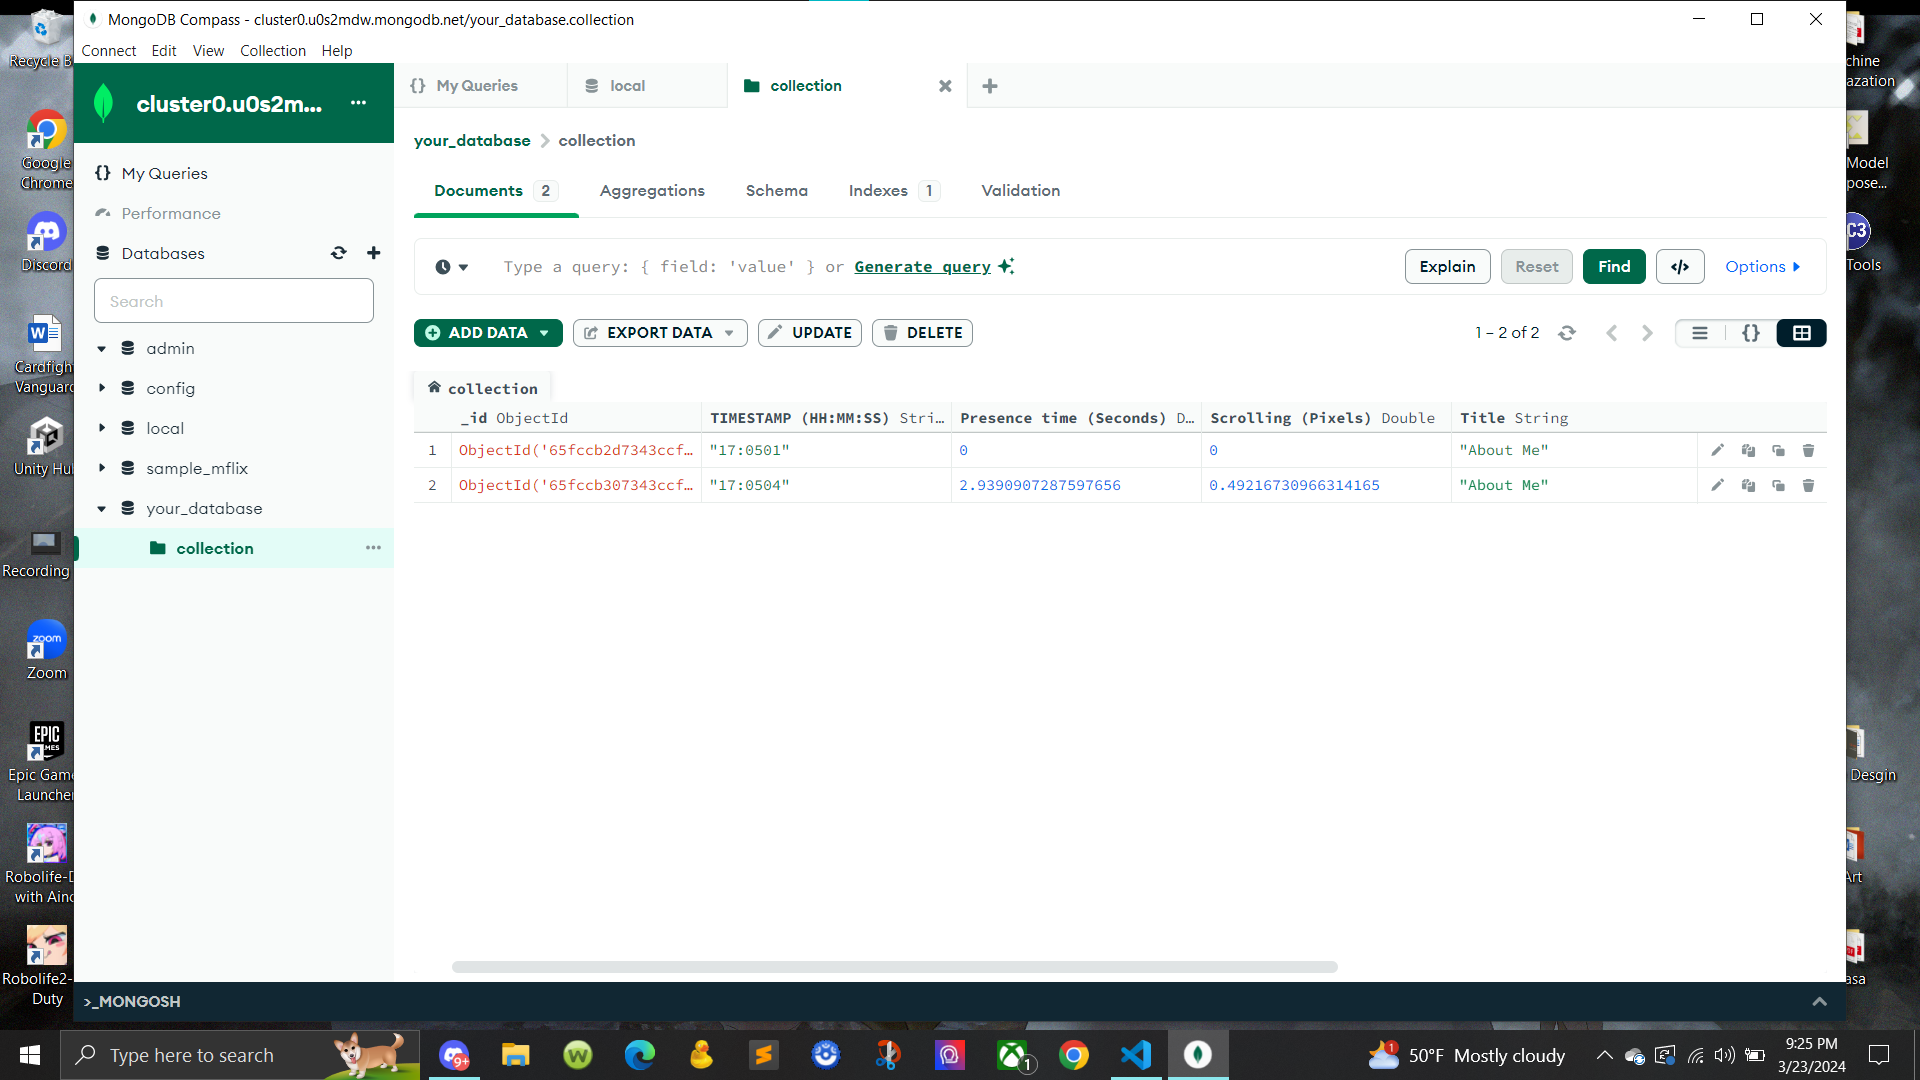 MongoDB Compass - cluster0.u0s2mdw.mongodb.net/your_database.collection
Connect Edit View Collection Help
cluster0.u0s2m... ...
{} My Queries
local
collection
My Queries
Performance
Databases
Search
admin
config
local
sample_mflix
your_database
collection
your_database > collection
Documents 2 Aggregations Schema Indexes 1 Validation
Type a query: { field: 'value' } or Generate query
Explain Reset Find </> Options
ADD DATA EXPORT DATA UPDATE DELETE
1 – 2 of 2
{}
collection
_id ObjectId TIMESTAMP (HH:MM:SS) Stri… Presence time (Seconds) D… Scrolling (Pixels) Double Title String
1 ObjectId('65fccb2d7343ccf… "17:0501" 0 0 "About Me"
2 ObjectId('65fccb307343ccf… "17:0504" 2.9390907287597656 0.49216730966314165 "About Me"
>_MONGOSH
Recycle B
Google
Chrome
Discord
Cardfigh
Vanguard
Unity Hu
Recording
zoom
Zoom
EPIC
GAMES
Epic Game
Launcher
Robolife-D
with Aino
Robolife2-
Duty
chine
azation
Model
pose...
C3
Tools
Desgin
Art
asa
Type here to search
9+
1
1
50°F Mostly cloudy
9:25 PM
3/23/2024